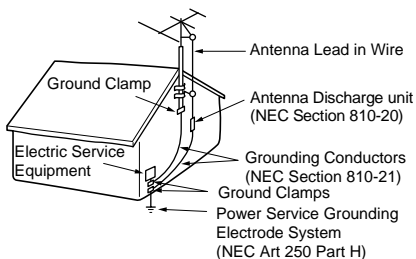 Antenna Lead in Wire
Ground Clamp
Antenna Discharge unit
(NEC Section 810-20)
Electric Service
Equipment
Grounding Conductors
(NEC Section 810-21)
Ground Clamps
Power Service Grounding
Electrode System
(NEC Art 250 Part H)